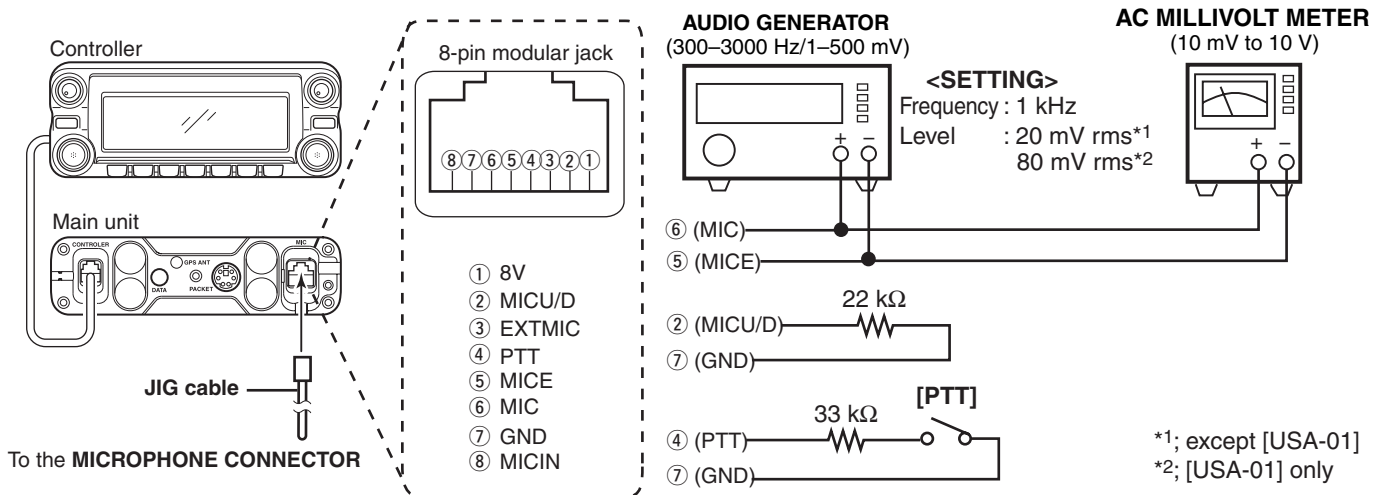 Controller
Main unit
CONTROLER
GPS ANT
DATA
PACKET
MIC
JIG cable
To the MICROPHONE CONNECTOR
8-pin modular jack
⑧⑦⑥⑤④③②①
① 8V
② MICU/D
③ EXTMIC
④ PTT
⑤ MICE
⑥ MIC
⑦ GND
⑧ MICIN
AUDIO GENERATOR
(300–3000 Hz/1–500 mV)
+ –
<SETTING>
Frequency : 1 kHz
Level : 20 mV rms*1
80 mV rms*2
AC MILLIVOLT METER
(10 mV to 10 V)
+ –
⑥ (MIC)
⑤ (MICE)
22 kΩ
② (MICU/D)
⑦ (GND)
33 kΩ
[PTT]
④ (PTT)
⑦ (GND)
*1; except [USA-01]
*2; [USA-01] only